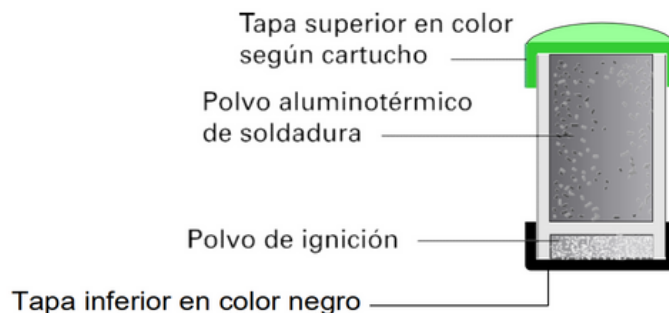 Tapa superior en color
según cartucho
Polvo aluminotérmico
de soldadura
Polvo de ignición
Tapa inferior en color negro